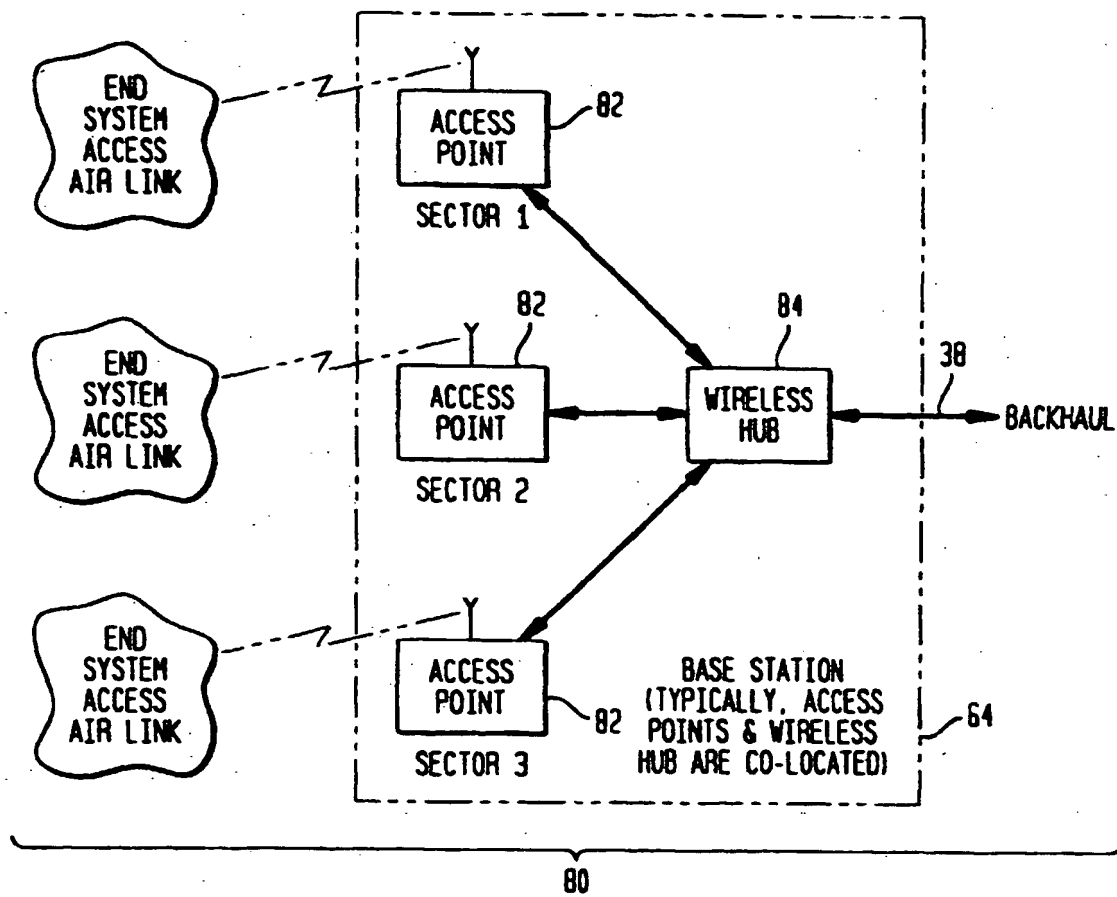 END
SYSTEM
ACCESS
AIR LINK
ACCESS
POINT
82
SECTOR 1
END
SYSTEM
ACCESS
AIR LINK
ACCESS
POINT
82
SECTOR 2
WIRELESS
HUB
84
38
BACKHAUL
END
SYSTEM
ACCESS
AIR LINK
ACCESS
POINT
82
SECTOR 3
BASE STATION
(TYPICALLY, ACCESS
POINTS & WIRELESS
HUB ARE CO-LOCATED)
64
80